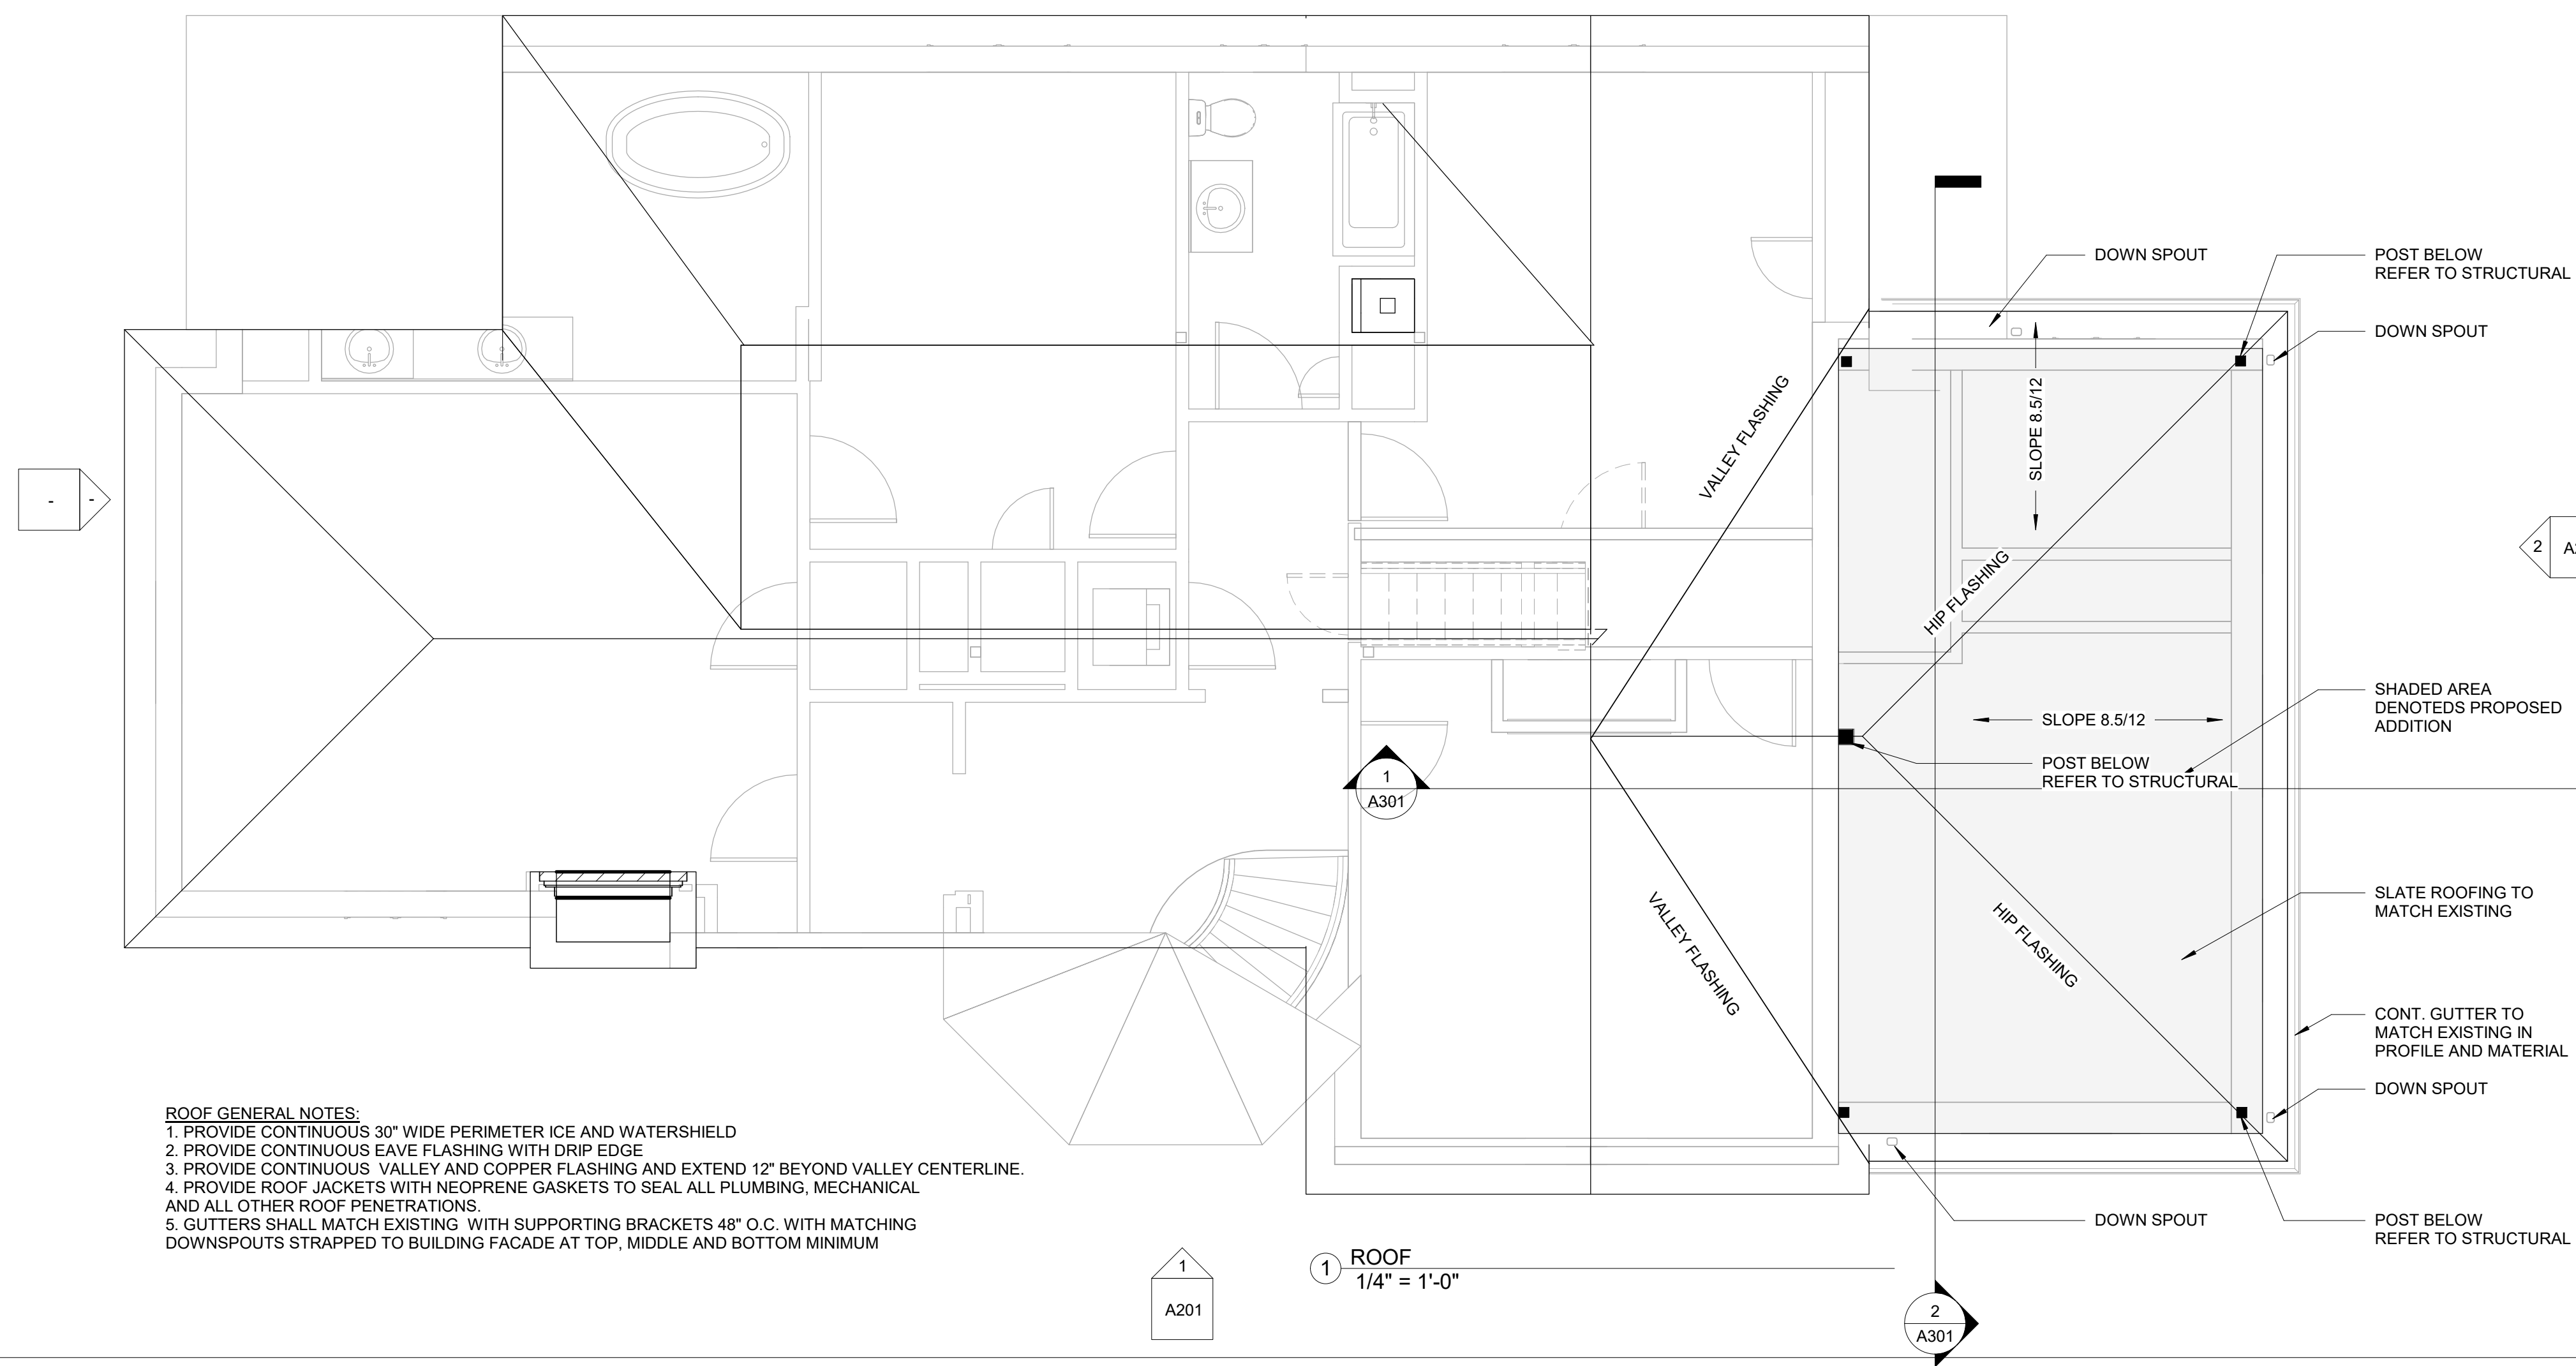 DOWN SPOUT
POST BELOW
REFER TO STRUCTURAL
DOWN SPOUT
SLOPE 8.5/12
VALLEY FLASHING
-
-
2
HIP FLASHING
SHADED AREA
DENOTEDS PROPOSED
ADDITION
SLOPE 8.5/12
POST BELOW
REFER TO STRUCTURAL
1
A301
SLATE ROOFING TO
MATCH EXISTING
VALLEY FLASHING
HIP FLASHING
CONT. GUTTER TO
MATCH EXISTING IN
PROFILE AND MATERIAL
DOWN SPOUT
ROOF GENERAL NOTES:
1. PROVIDE CONTINUOUS 30" WIDE PERIMETER ICE AND WATERSHIELD
2. PROVIDE CONTINUOUS EAVE FLASHING WITH DRIP EDGE
3. PROVIDE CONTINUOUS VALLEY AND COPPER FLASHING AND EXTEND 12" BEYOND VALLEY CENTERLINE.
4. PROVIDE ROOF JACKETS WITH NEOPRENE GASKETS TO SEAL ALL PLUMBING, MECHANICAL
AND ALL OTHER ROOF PENETRATIONS.
5. GUTTERS SHALL MATCH EXISTING WITH SUPPORTING BRACKETS 48" O.C. WITH MATCHING
DOWNSPOUTS STRAPPED TO BUILDING FACADE AT TOP, MIDDLE AND BOTTOM MINIMUM
DOWN SPOUT
POST BELOW
REFER TO STRUCTURAL
1
A201
1
ROOF
1/4" = 1'-0"
2
A301